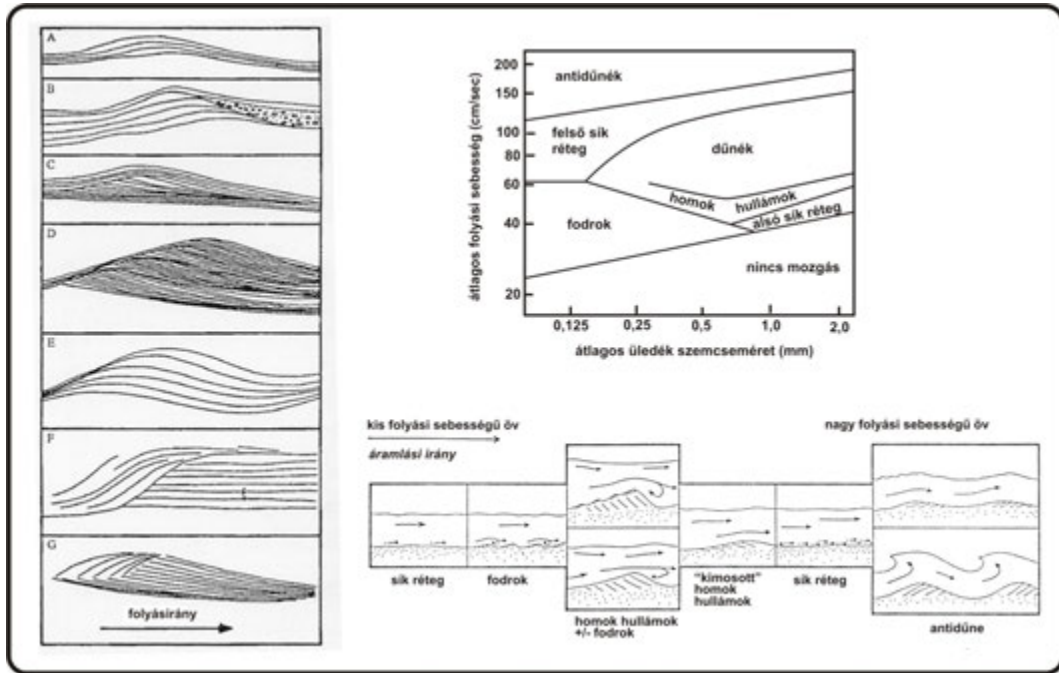 A
B
C
D
E
F
G
folyásirány
átlagos folyási sebesség (cm/sec)
200
150
100
80
60
40
20
antidűnék
felső sík
réteg
dűnék
homok
hullámok
alsó sík réteg
fodrok
nincs mozgás
0,125
0,25
0,5
1,0
2,0
átlagos üledék szemcseméret (mm)
kis folyási sebességű öv
nagy folyási sebességű öv
áramlási irány
sík réteg
fodrok
homok hullámok
+/- fodrok
"kimosott"
homok
hullámok
sík réteg
antidűne